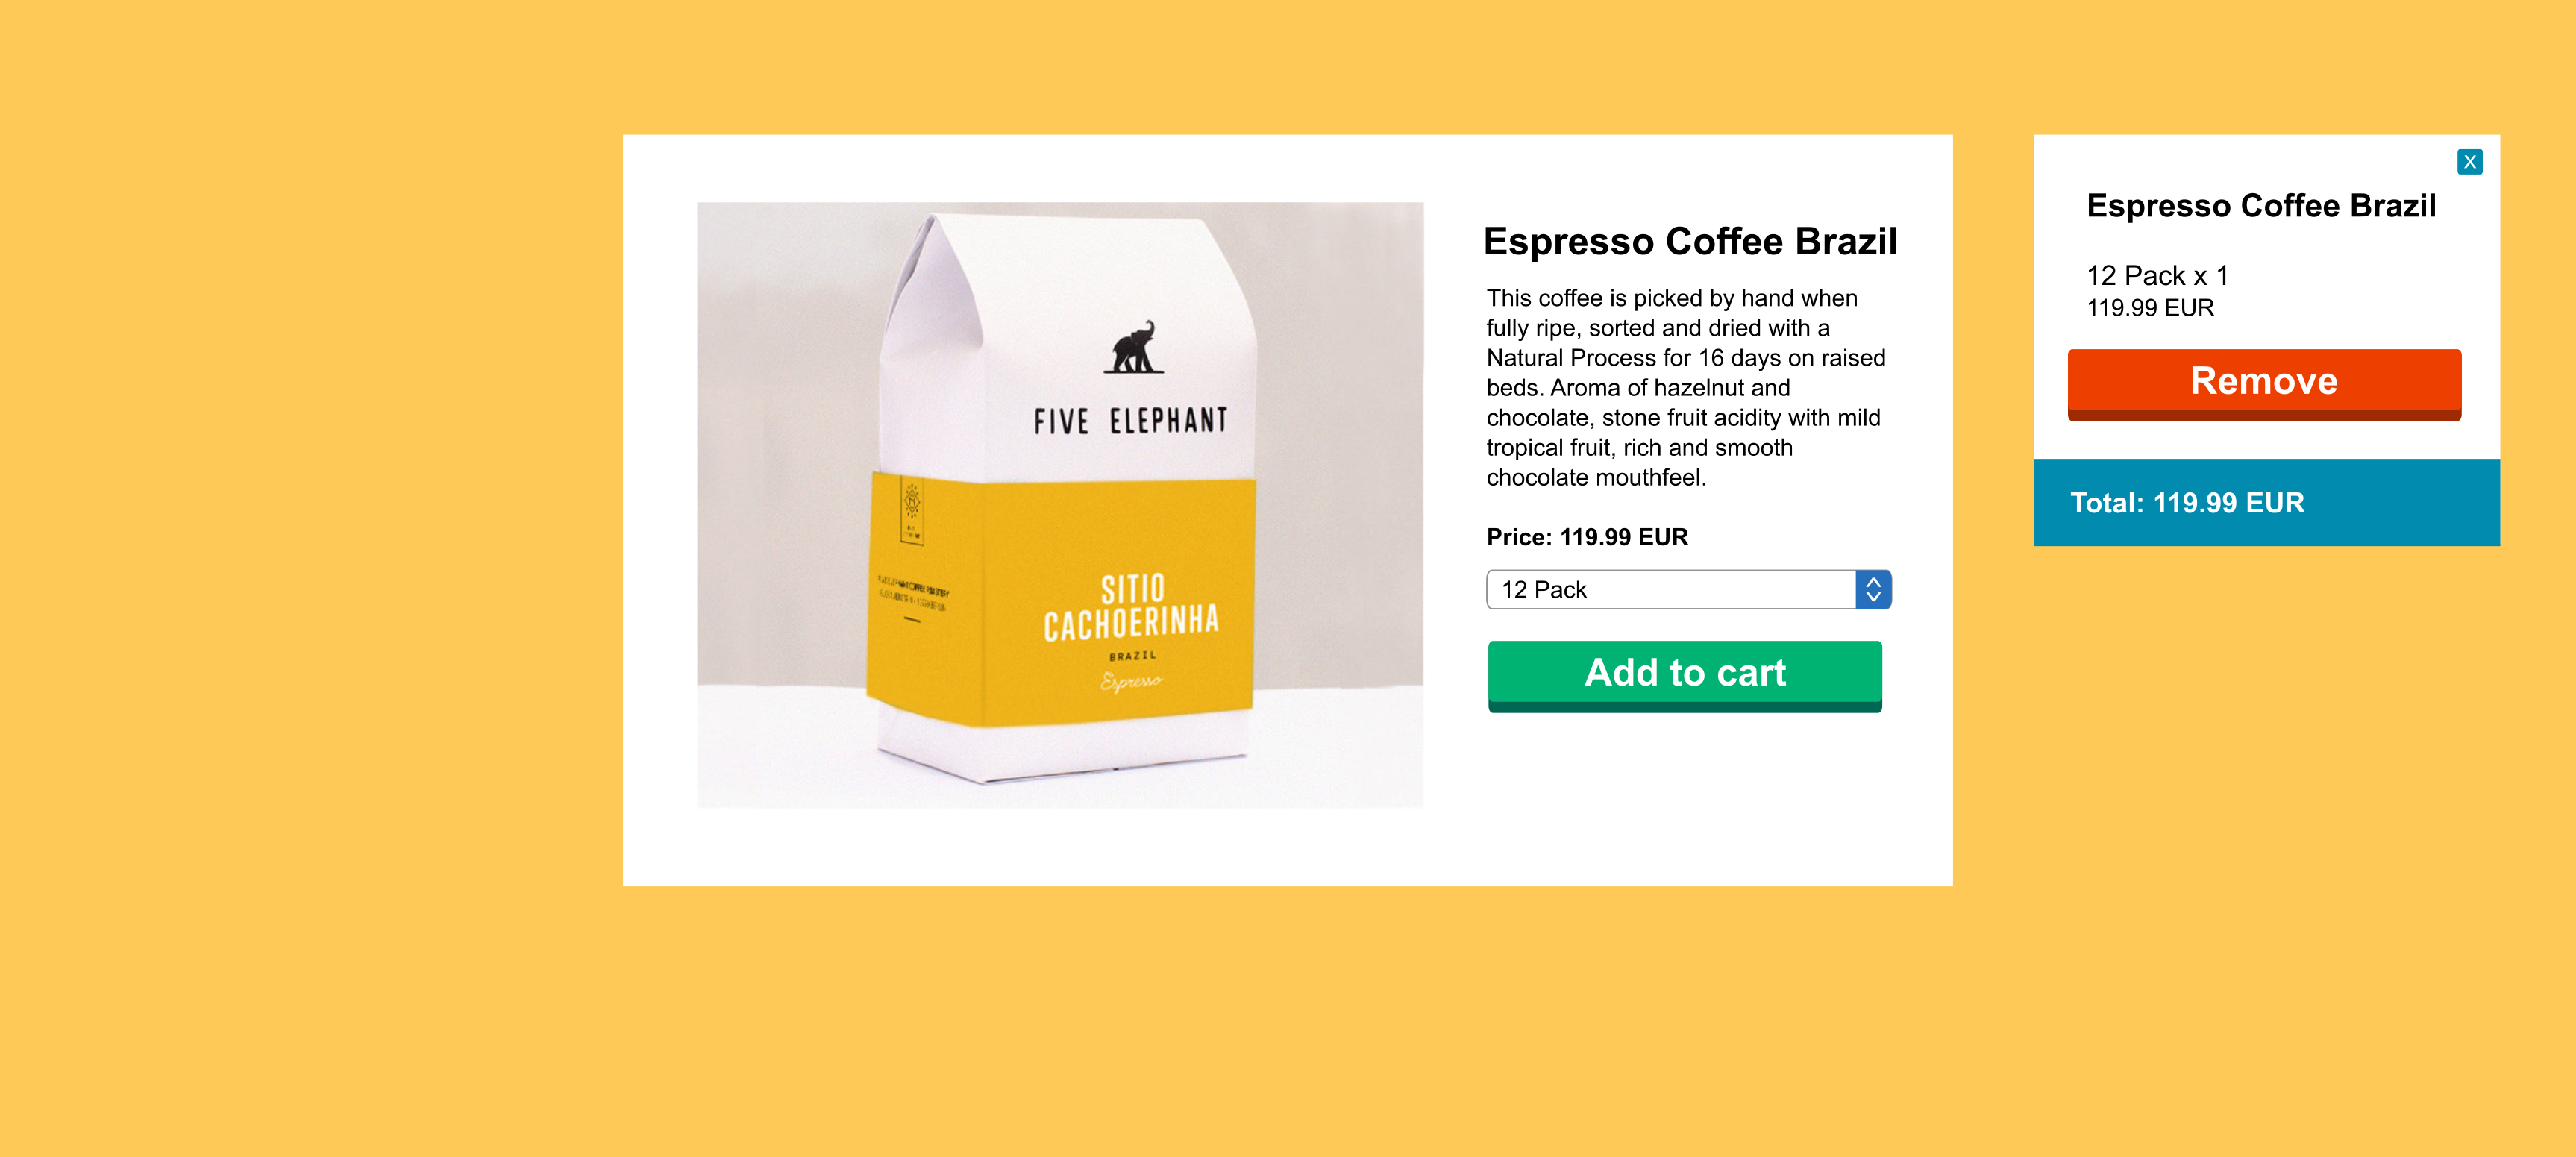 FIVE ELEPHANT
SITIO
CACHOERINHA
BRAZIL
Espresso
Espresso Coffee Brazil
This coffee is picked by hand when
fully ripe, sorted and dried with a
Natural Process for 16 days on raised
beds. Aroma of hazelnut and
chocolate, stone fruit acidity with mild
tropical fruit, rich and smooth
chocolate mouthfeel.
Price: 119.99 EUR
12 Pack
Add to cart
X
Espresso Coffee Brazil
12 Pack x 1
119.99 EUR
Remove
Total: 119.99 EUR